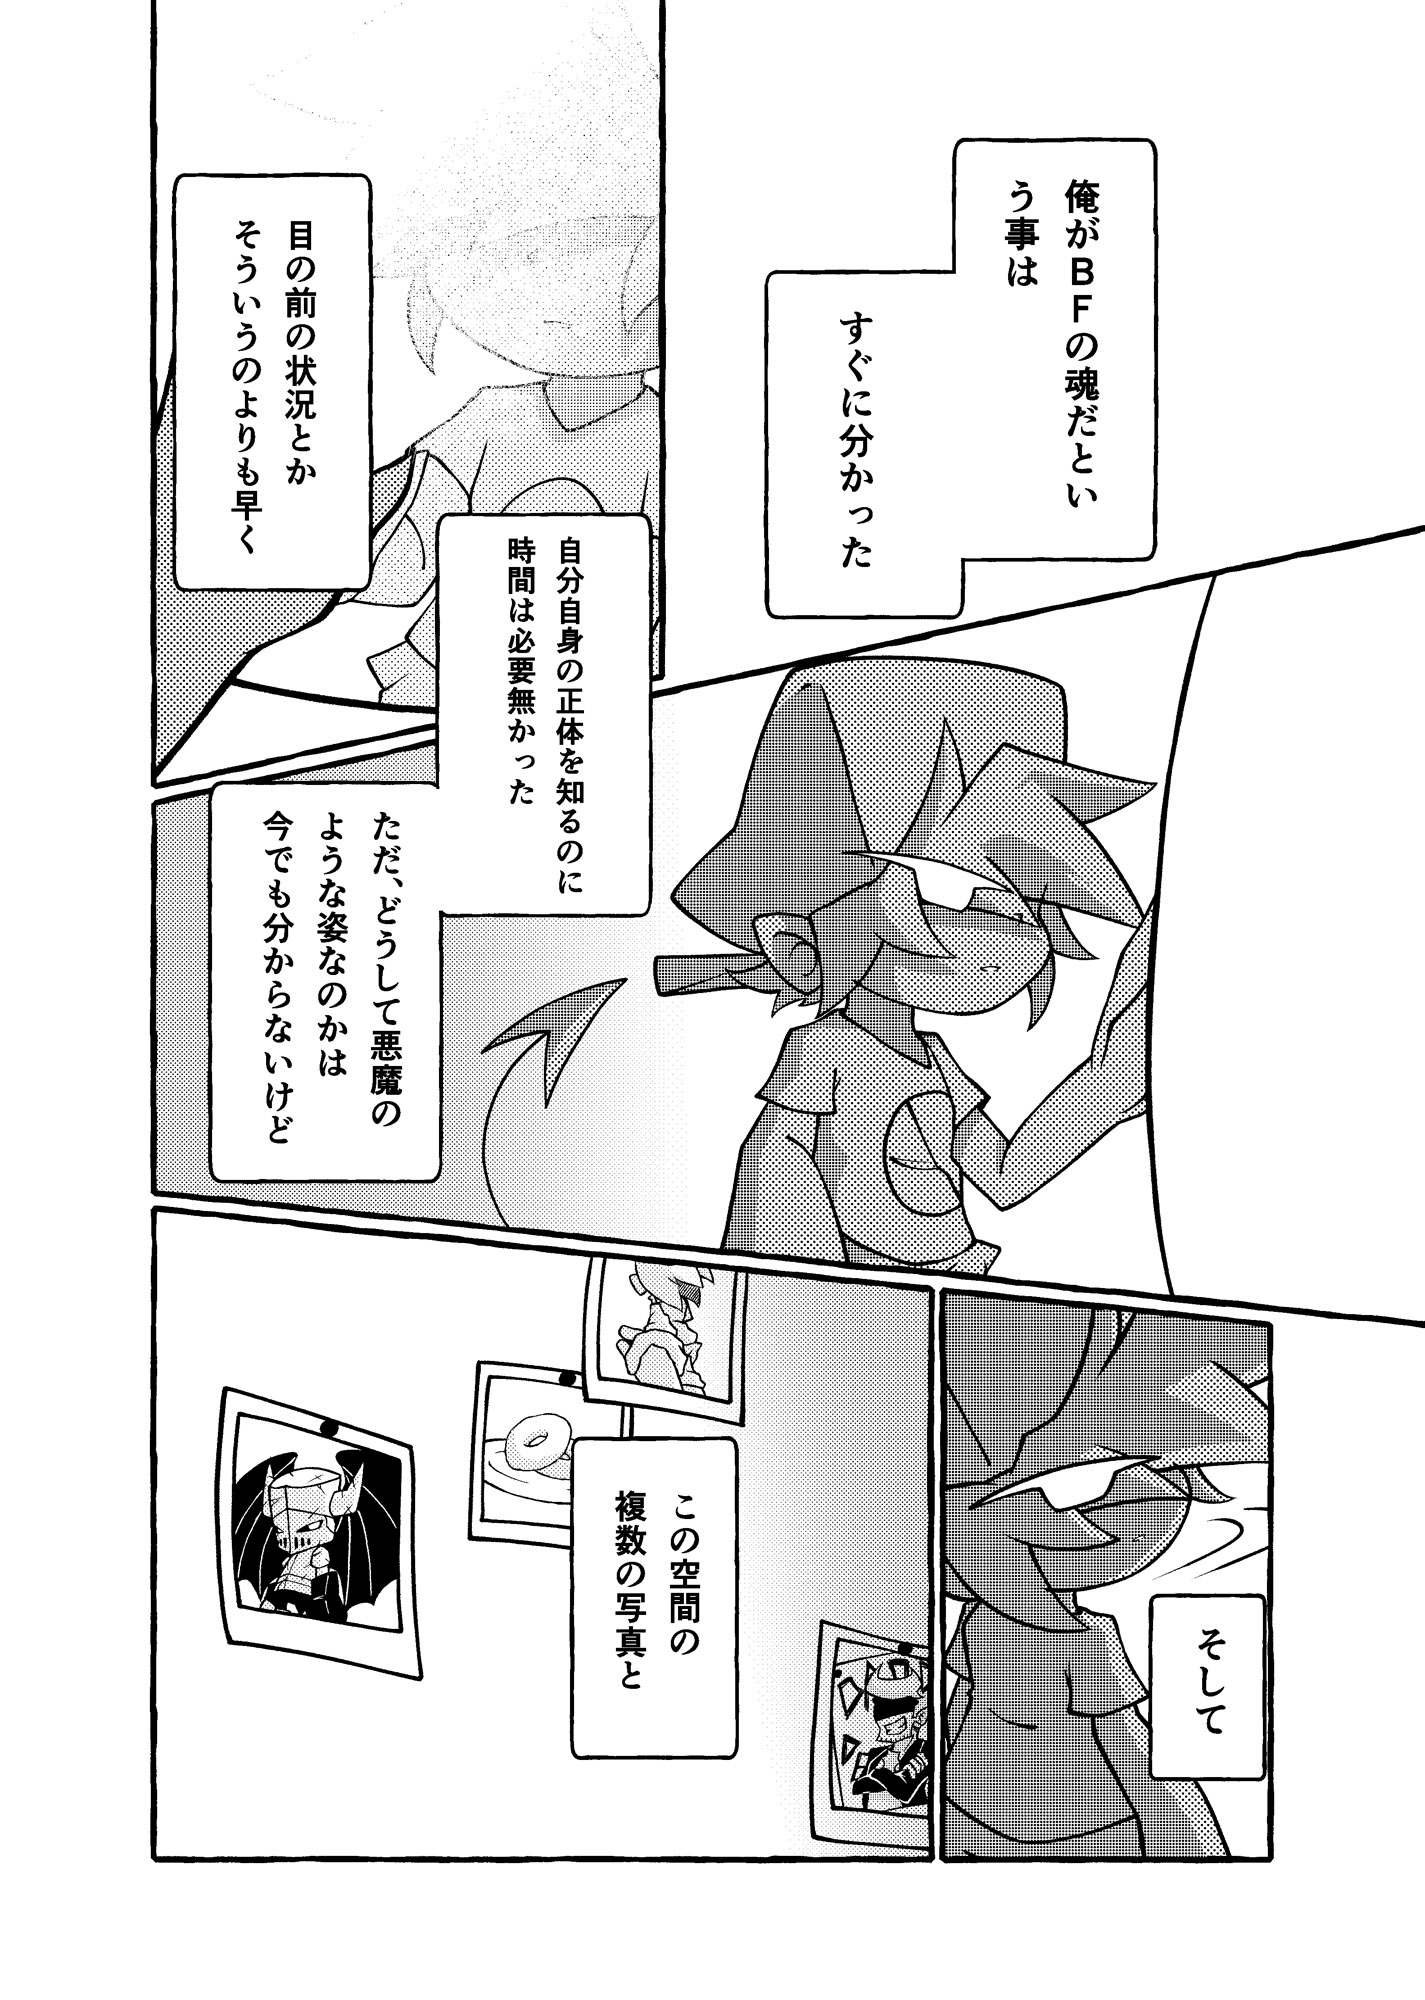 俺がＢＦの魂だとい
う事は
すぐに分かった
目の前の状況とか
そういうのよりも早く
自分自身の正体を知るのに
時間は必要無かった
ただ、どうして悪魔の
ような姿なのかは
今でも分からないけど
そして
この空間の
複数の写真と